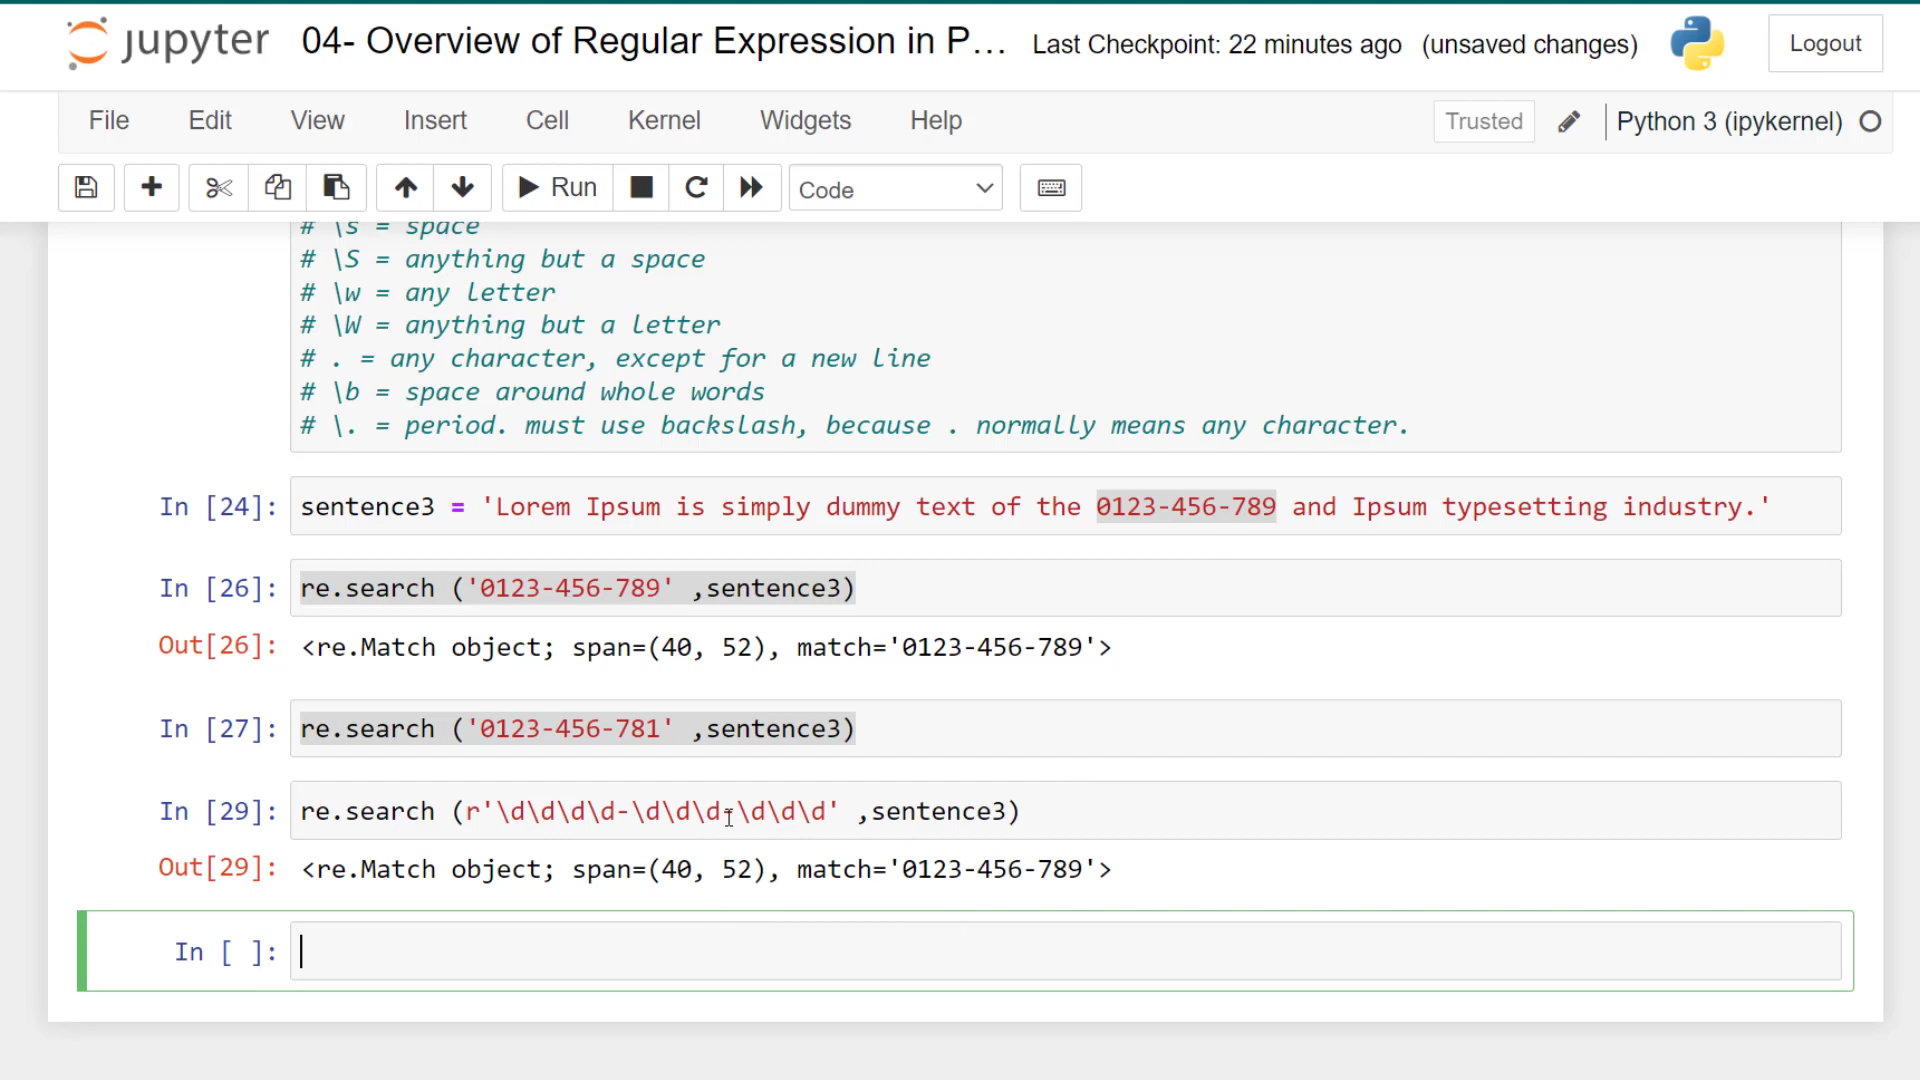 jupyter 04- Overview of Regular Expression in P... Last Checkpoint: 22 minutes ago (unsaved changes) Logout
File Edit View Insert Cell Kernel Widgets Help Trusted Python 3 (ipykernel)
Run Code
# \s = space
# \S = anything but a space
# \w = any letter
# \W = anything but a letter
# . = any character, except for a new line
# \b = space around whole words
# \. = period. must use backslash, because . normally means any character.
In [24]: sentence3 = 'Lorem Ipsum is simply dummy text of the 0123-456-789 and Ipsum typesetting industry.'
In [26]: re.search ('0123-456-789' ,sentence3)
Out[26]: <re.Match object; span=(40, 52), match='0123-456-789'>
In [27]: re.search ('0123-456-781' ,sentence3)
In [29]: re.search (r'\d\d\d\d-\d\d\d-\d\d\d' ,sentence3)
Out[29]: <re.Match object; span=(40, 52), match='0123-456-789'>
In [ ]: